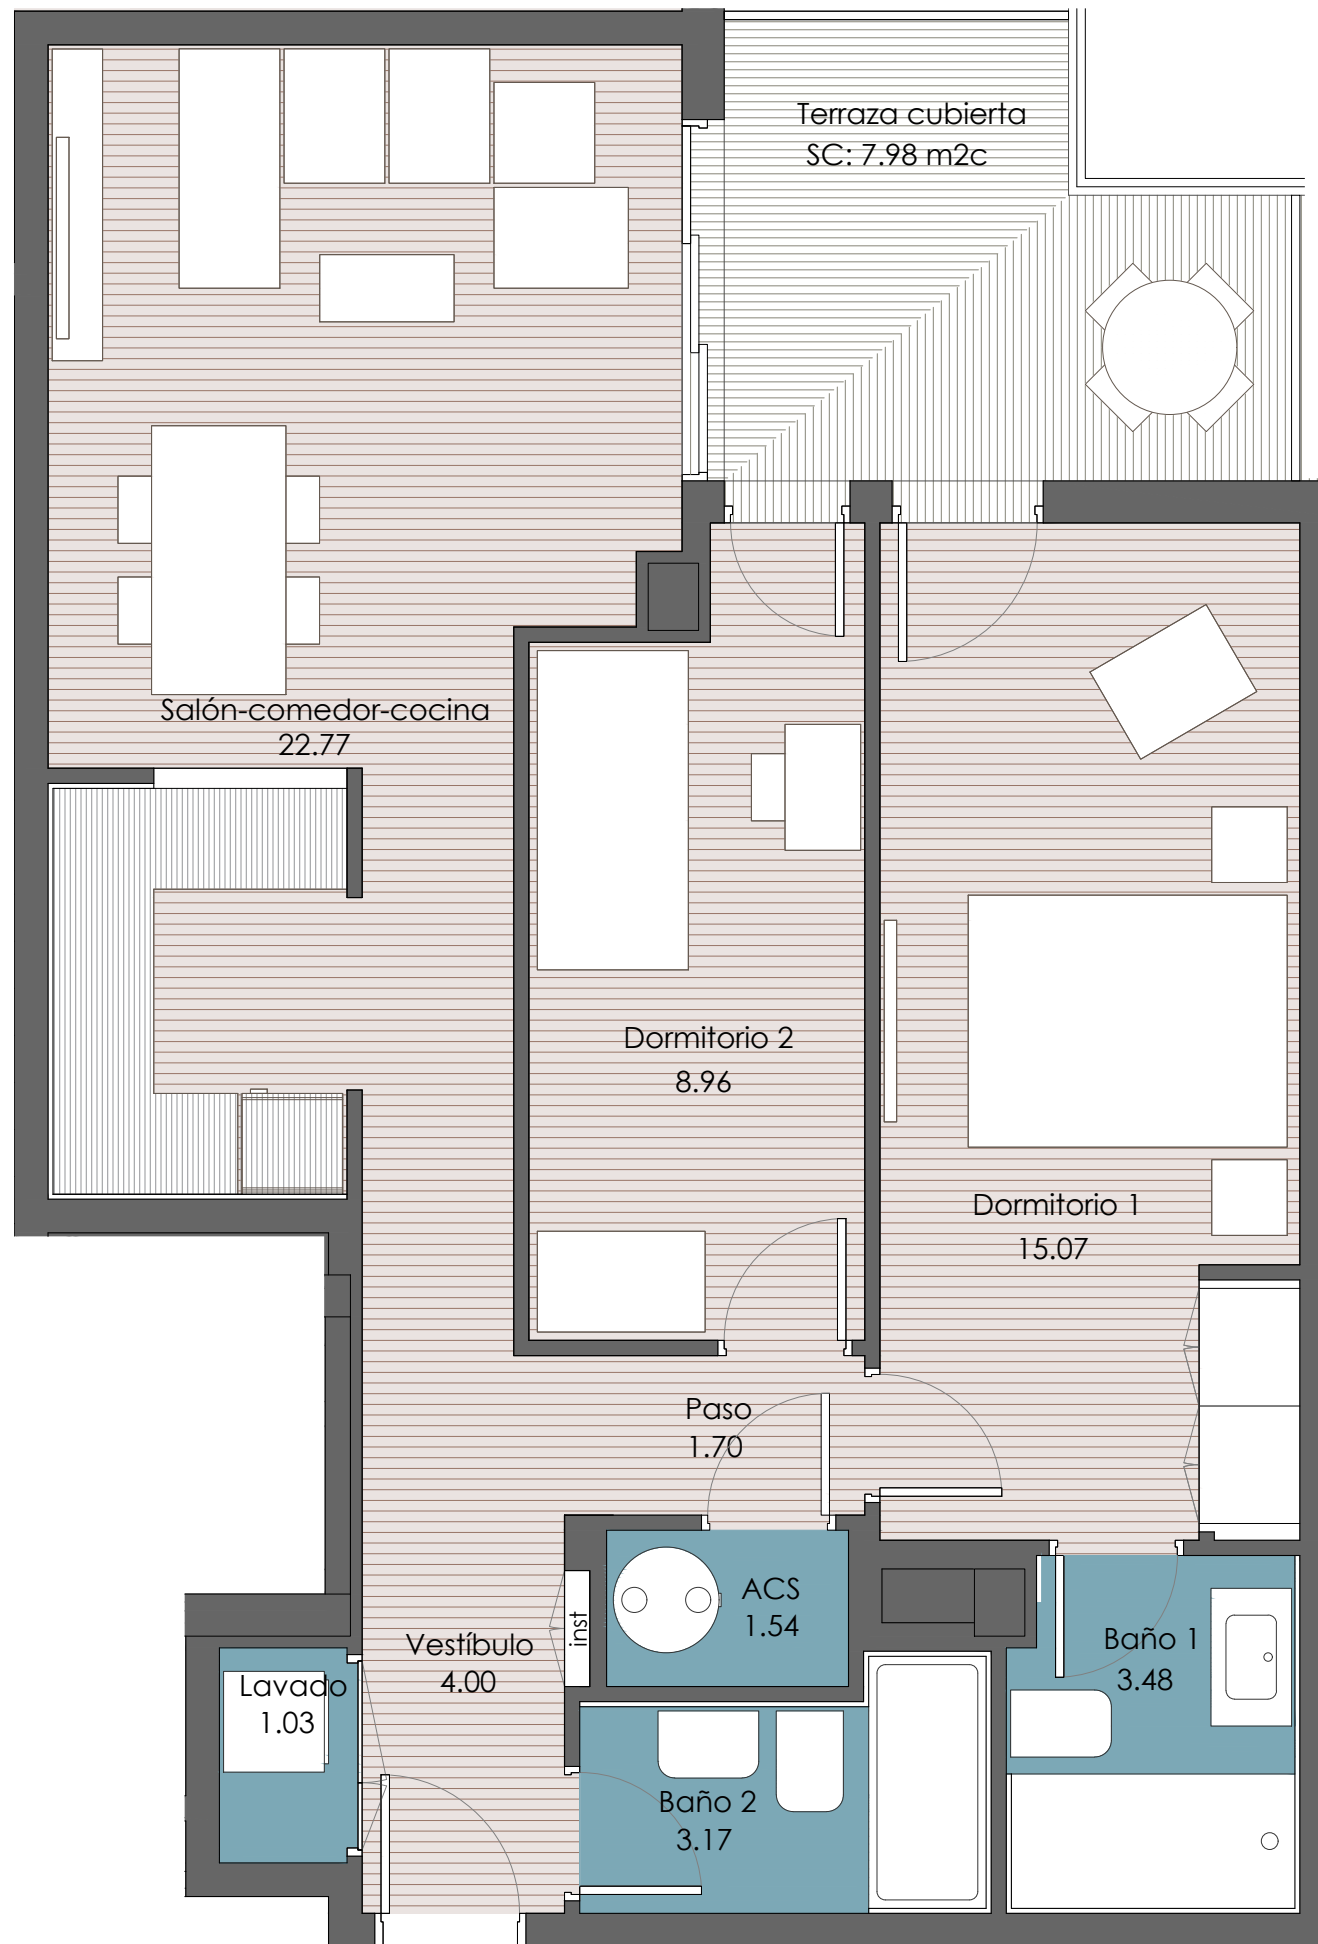 Terraza cubierta
SC: 7.98 m2c
Salón-comedor-cocina
22.77
Dormitorio 2
8.96
Dormitorio 1
15.07
Paso
1.70
ACS
1.54
inst
Vestíbulo
4.00
Baño 1
3.48
Lavado
1.03
Baño 2
3.17